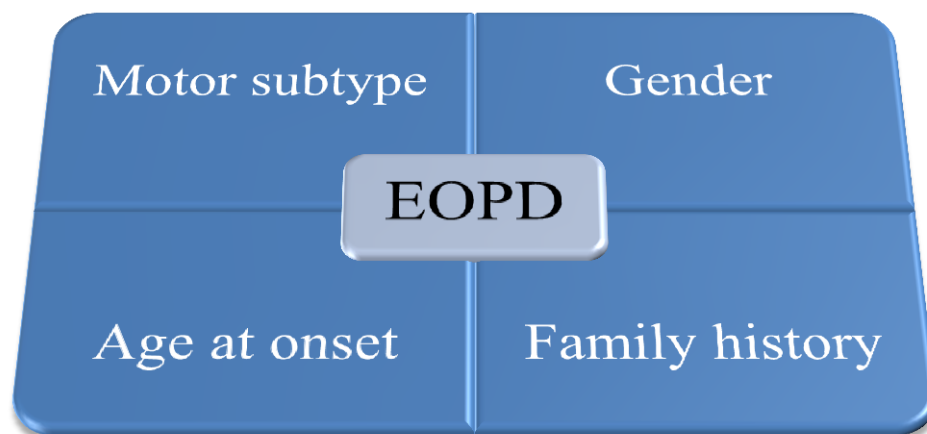 Motor subtype
Gender
EOPD
Age at onset
Family history